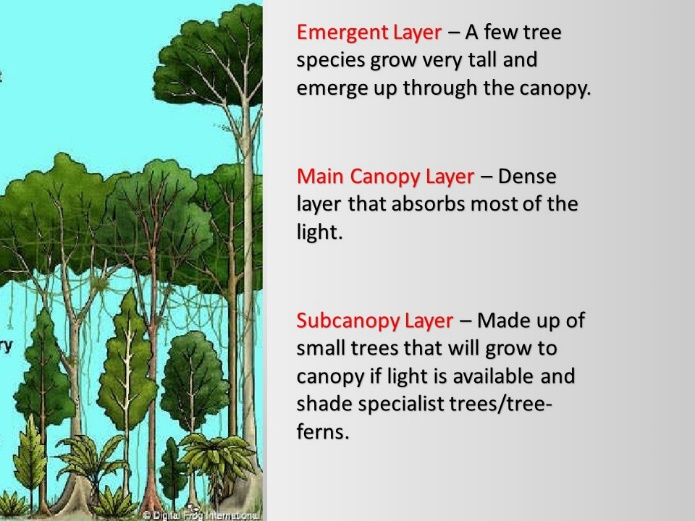 Emergent Layer – A few tree
species grow very tall and
emerge up through the canopy.
Main Canopy Layer – Dense
layer that absorbs most of the
light.
Subcanopy Layer – Made up of
small trees that will grow to
canopy if light is available and
shade specialist trees/tree-
ferns.
t
ry
© Digital Frog International